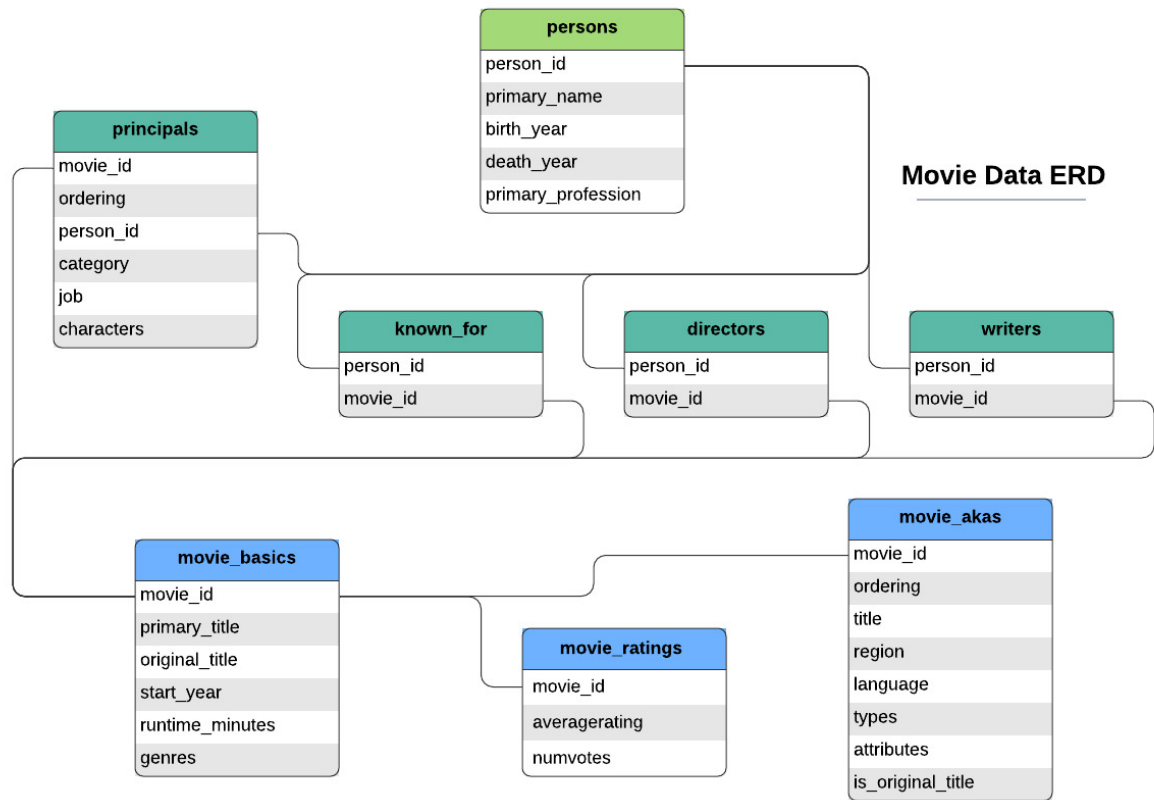 persons
person_id
primary_name
birth_year
death_year
primary_profession
principals
movie_id
ordering
person_id
category
job
characters
Movie Data ERD
known_for
person_id
movie_id
directors
person_id
movie_id
writers
person_id
movie_id
movie_basics
movie_id
primary_title
original_title
start_year
runtime_minutes
genres
movie_ratings
movie_id
averagerating
numvotes
movie_akas
movie_id
ordering
title
region
language
types
attributes
is_original_title